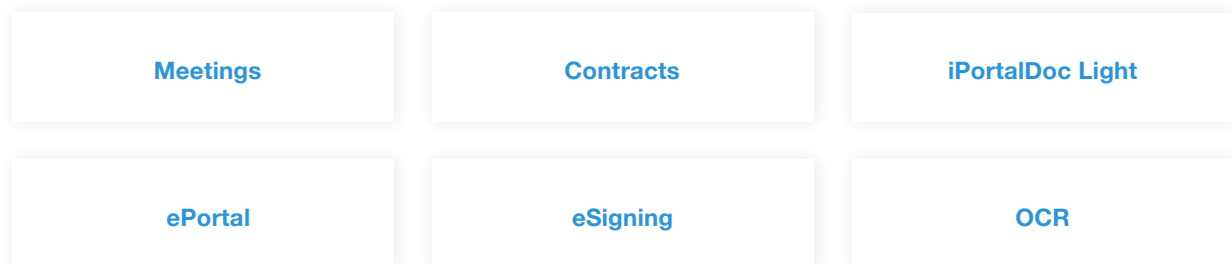 Meetings
Contracts
iPortalDoc Light
ePortal
eSigning
OCR